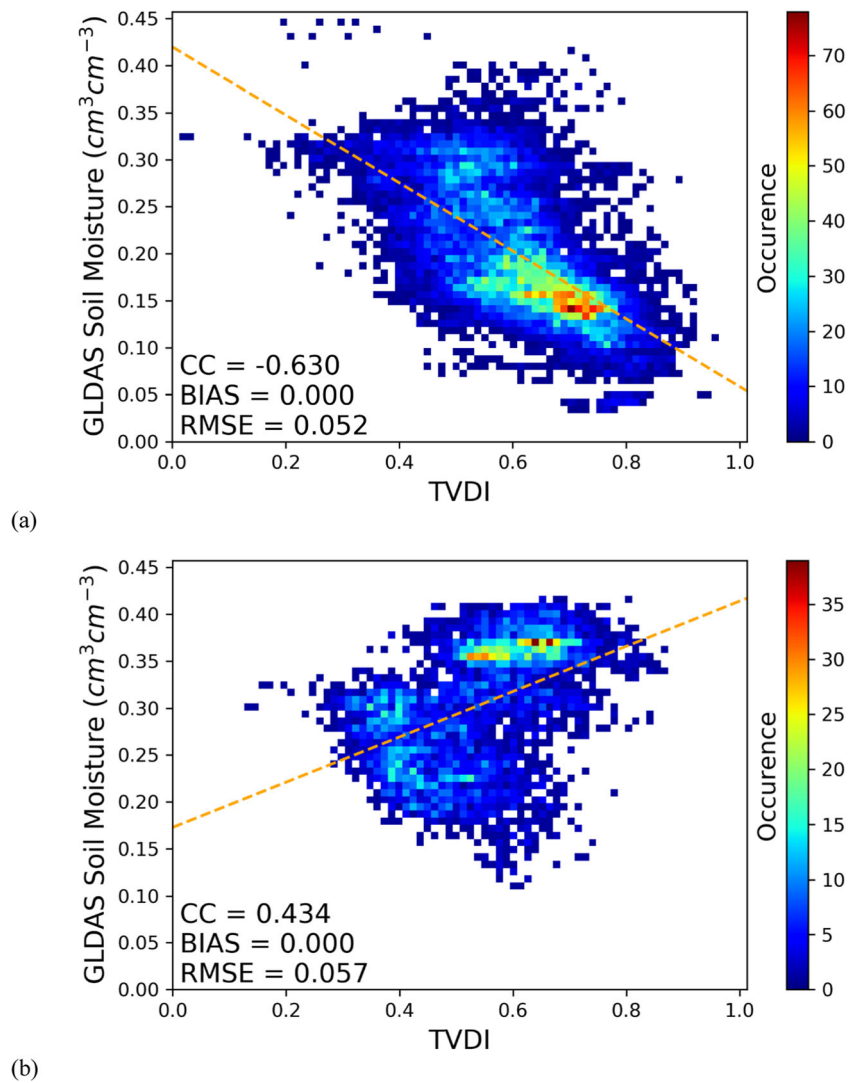 0.45
0.40
0.35
0.30
0.25
0.20
0.15
0.10
0.05
0.00
GLDAS Soil Moisture (cm³cm⁻³)
CC = -0.630
BIAS = 0.000
RMSE = 0.052
0.0 0.2 0.4 0.6 0.8 1.0
TVDI
70
60
50
40
30
20
10
0
Occurence
(a)
0.45
0.40
0.35
0.30
0.25
0.20
0.15
0.10
0.05
0.00
GLDAS Soil Moisture (cm³cm⁻³)
CC = 0.434
BIAS = 0.000
RMSE = 0.057
0.0 0.2 0.4 0.6 0.8 1.0
TVDI
35
30
25
20
15
10
5
0
Occurence
(b)